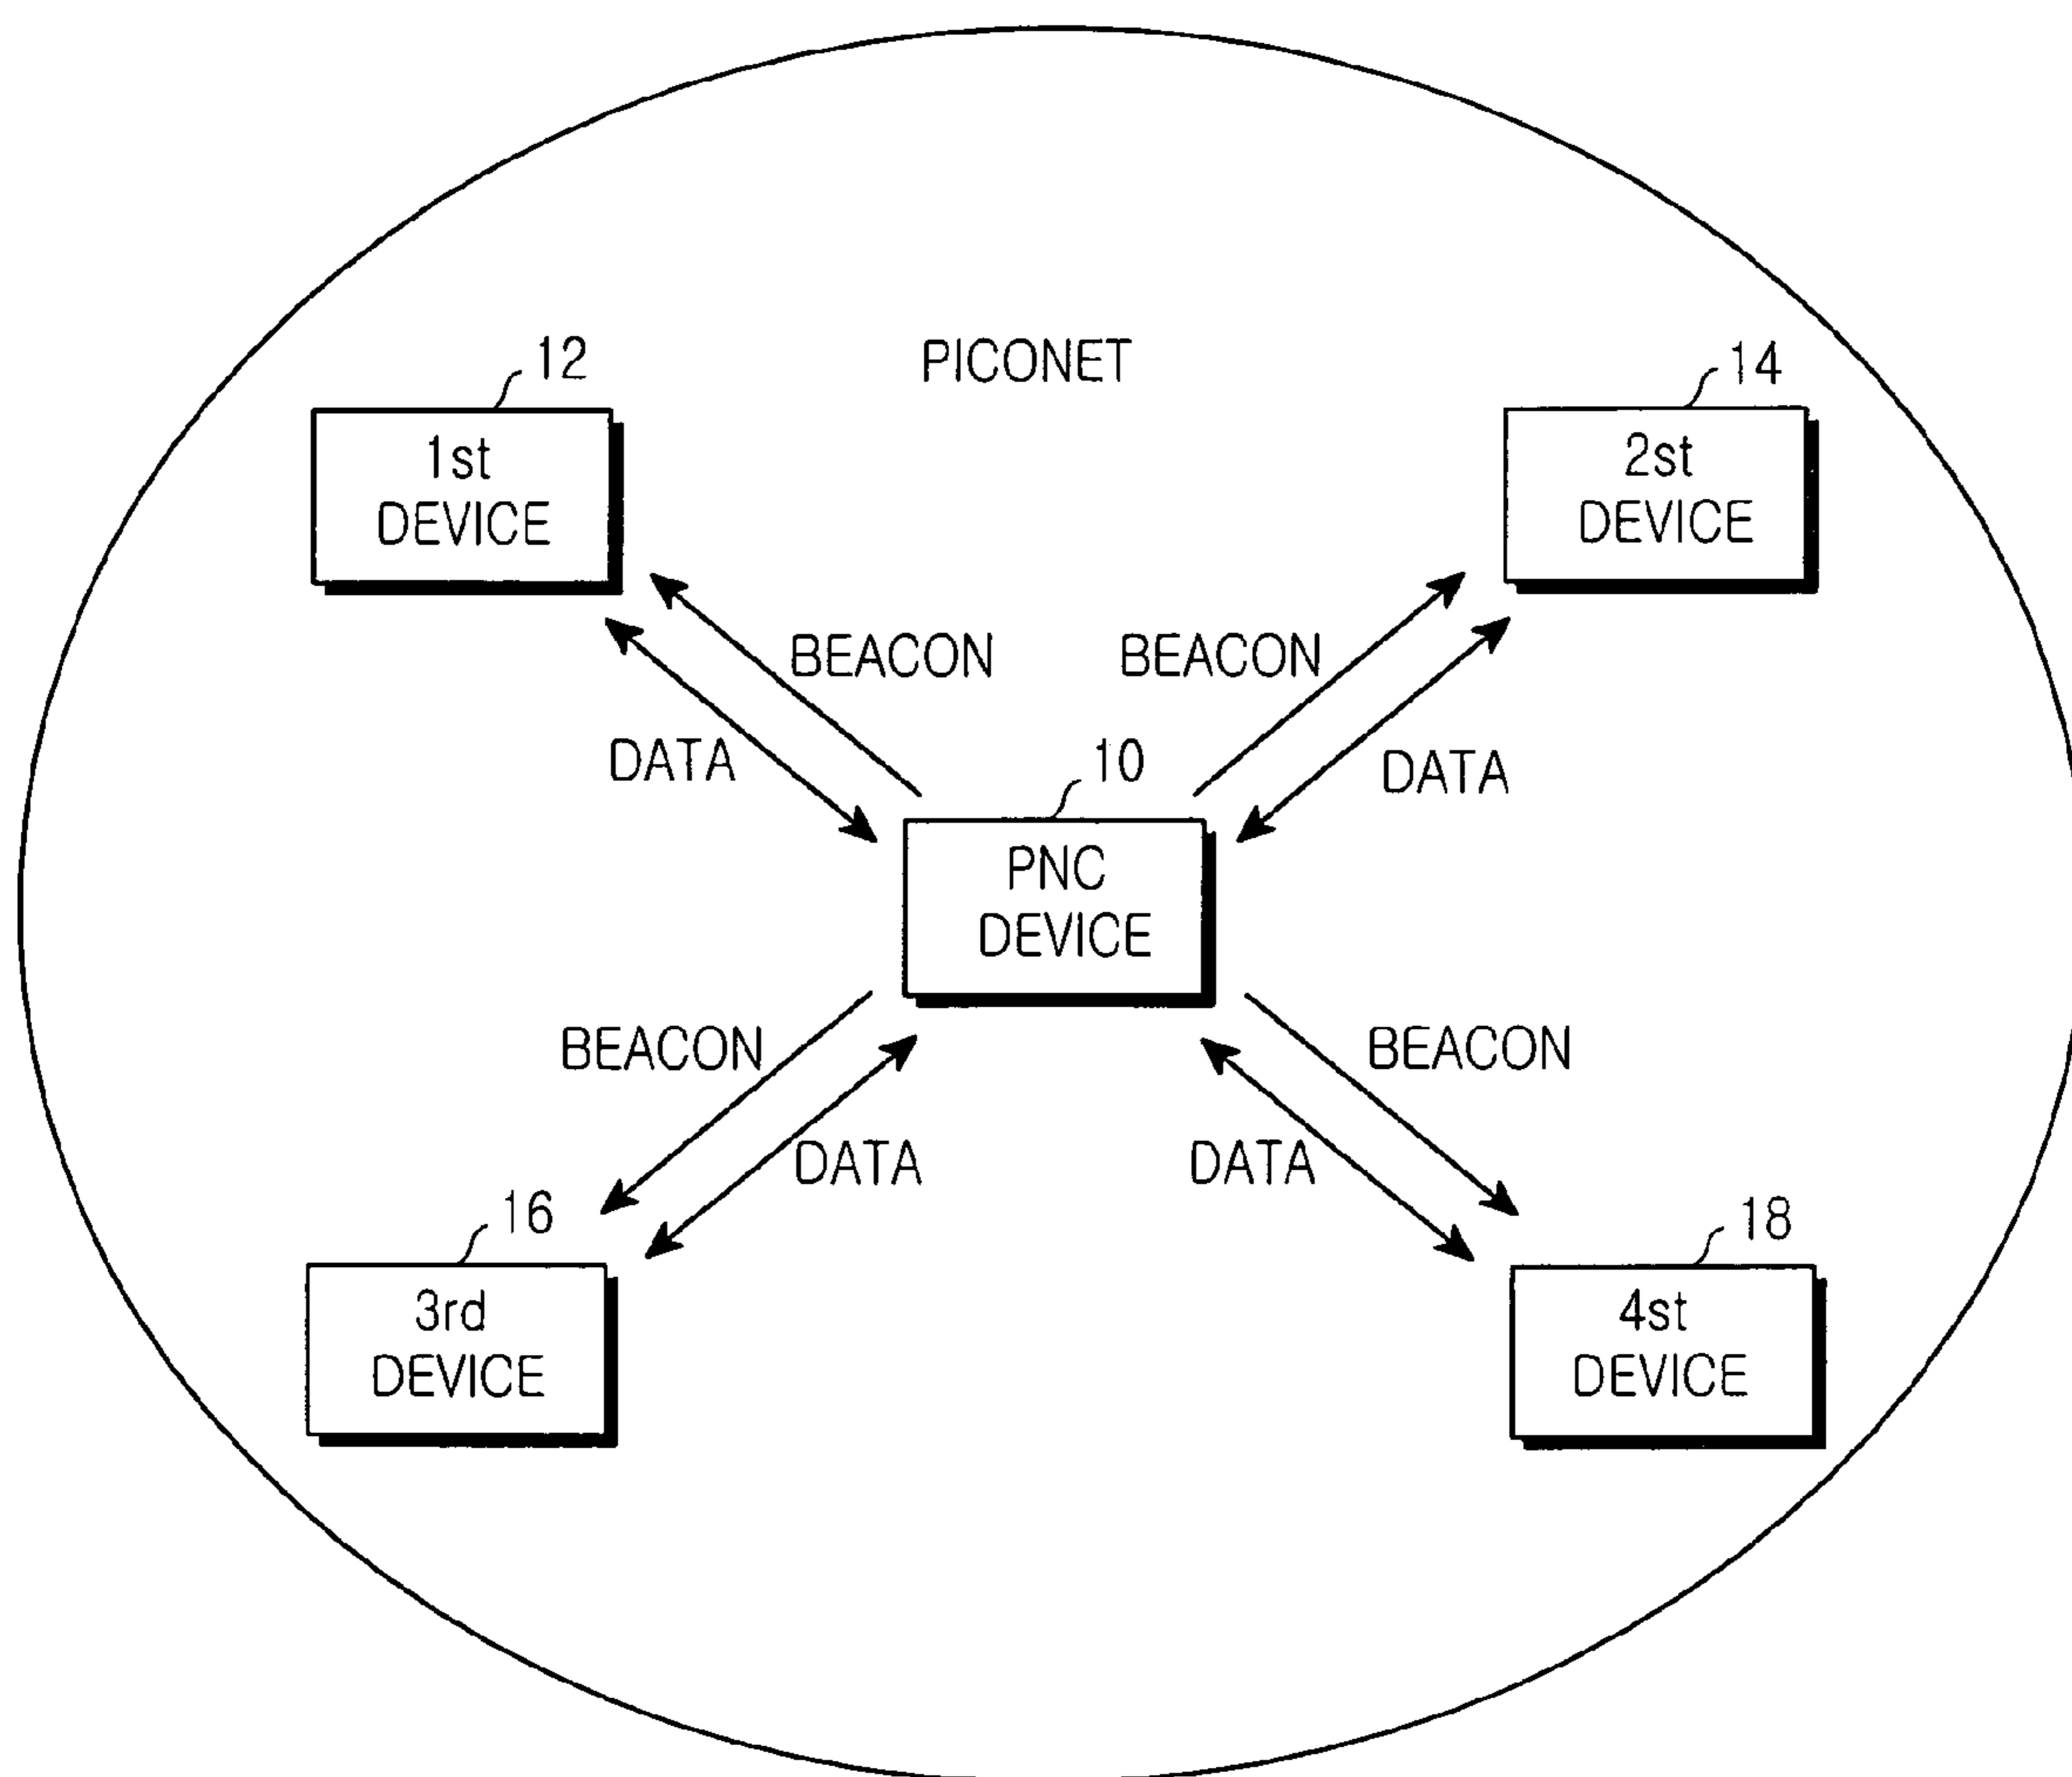 PICONET
12
1st
DEVICE
14
2st
DEVICE
BEACON
BEACON
DATA
DATA
10
PNC
DEVICE
BEACON
BEACON
DATA
DATA
16
3rd
DEVICE
18
4st
DEVICE